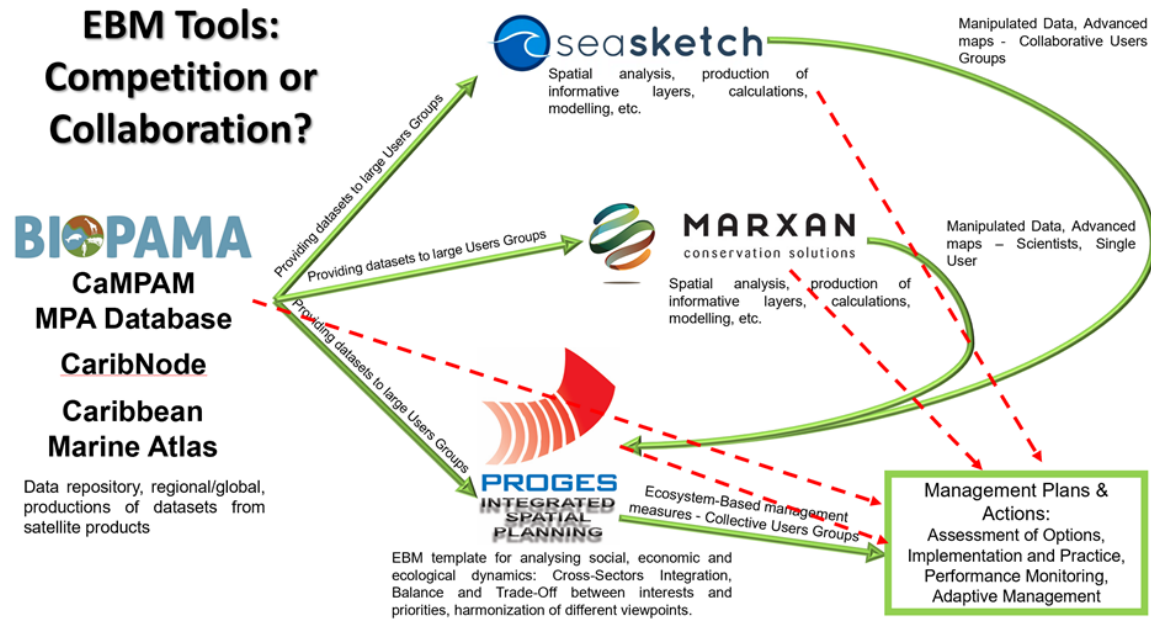 EBM Tools:
Competition or
Collaboration?
seasketch
Spatial analysis, production of
informative layers, calculations,
modelling, etc.
Manipulated Data, Advanced
maps - Collaborative Users
Groups
Providing datasets to large Users Groups
BIOPAMA
CaMPAM
MPA Database
CaribNode
Caribbean
Marine Atlas
Data repository, regional/global,
productions of datasets from
satellite products
Providing datasets to large Users Groups
MARXAN
conservation solutions
Spatial analysis, production of
informative layers, calculations,
modelling, etc.
Manipulated Data, Advanced
maps – Scientists, Single
User
Providing datasets to large Users Groups
PROGES
INTEGRATED
SPATIAL
PLANNING
EBM template for analysing social, economic and
ecological dynamics: Cross-Sectors Integration,
Balance and Trade-Off between interests and
priorities, harmonization of different viewpoints.
Ecosystem-Based management
measures - Collective Users Groups
Management Plans &
Actions:
Assessment of Options,
Implementation and Practice,
Performance Monitoring,
Adaptive Management